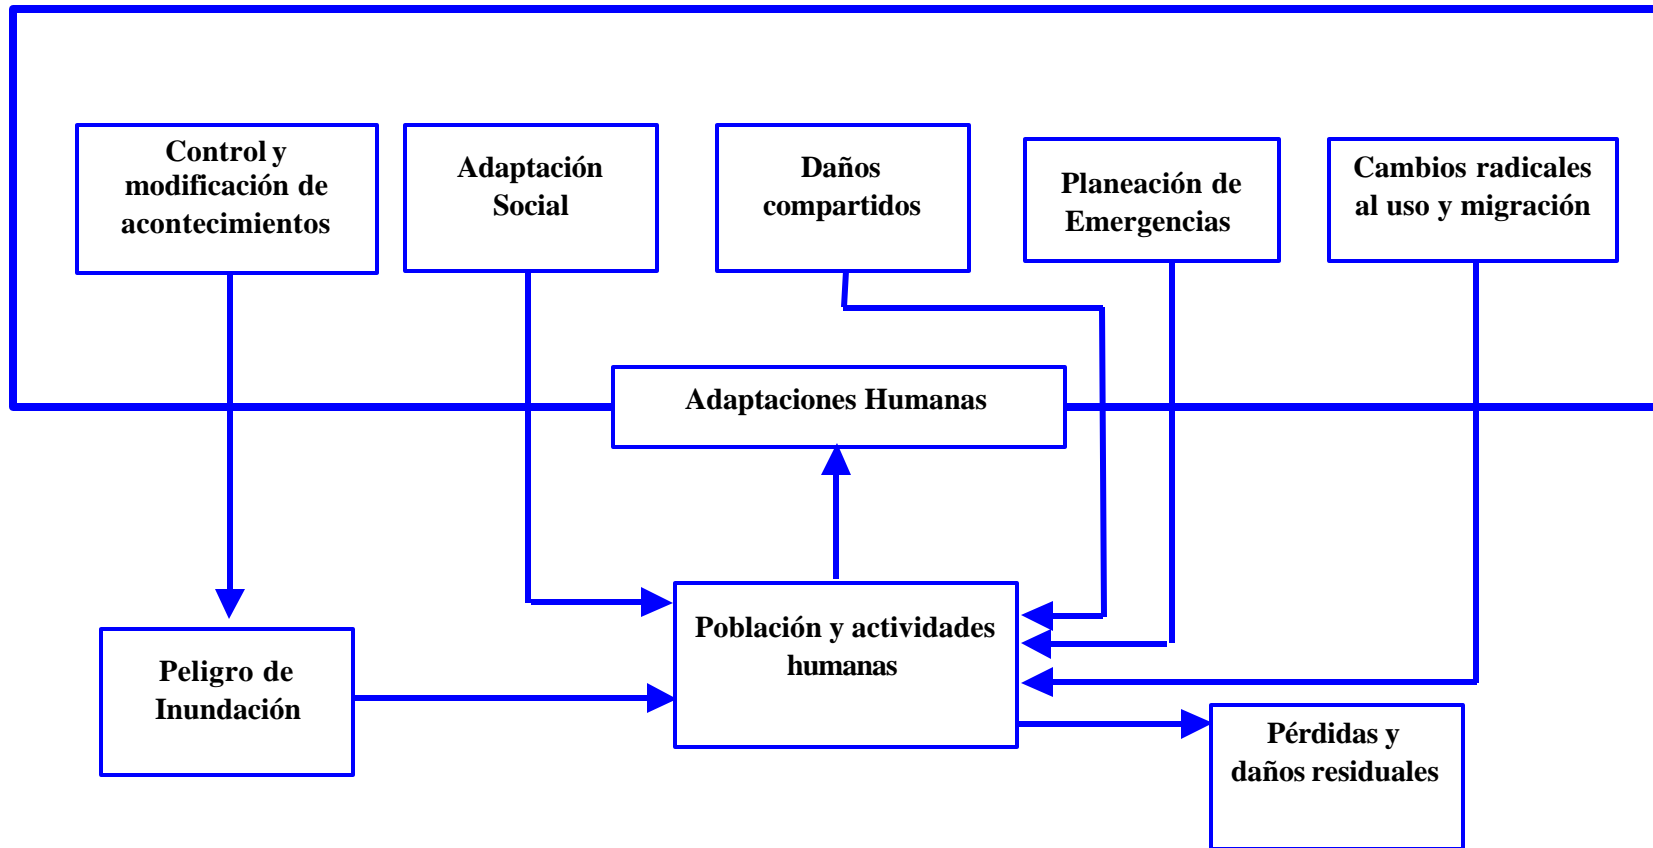 Control y
modificación de
acontecimientos
Adaptación
Social
Daños
compartidos
Planeación de
Emergencias
Cambios radicales
al uso y migración
Adaptaciones Humanas
Población y actividades
humanas
Peligro de
Inundación
Pérdidas y
daños residuales